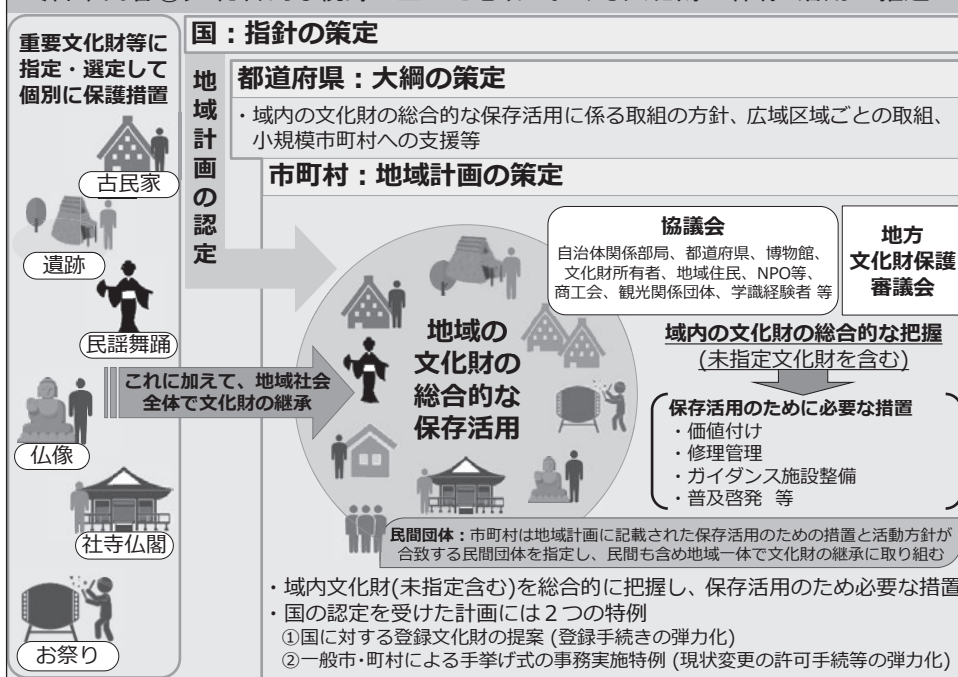 重要文化財等に
指定・選定して
個別に保護措置
古民家
遺跡
民謡舞踊
仏像
社寺仏閣
お祭り
国：指針の策定
地域計画の認定
都道府県：大綱の策定
・域内の文化財の総合的な保存活用に係る取組の方針、広域区域ごとの取組、
小規模市町村への支援等
市町村：地域計画の策定
これに加えて、地域社会
全体で文化財の継承
地域の
文化財の
総合的な
保存活用
協議会
自治体関係部局、都道府県、博物館、
文化財所有者、地域住民、NPO等、
商工会、観光関係団体、学識経験者 等
地方
文化財保護
審議会
域内の文化財の総合的な把握
(未指定文化財を含む)
保存活用のために必要な措置
・価値付け
・修理管理
・ガイダンス施設整備
・普及啓発 等
民間団体：市町村は地域計画に記載された保存活用のための措置と活動方針が
合致する民間団体を指定し、民間も含め地域一体で文化財の継承に取り組む
・域内文化財(未指定含む)を総合的に把握し、保存活用のため必要な措置
・国の認定を受けた計画には２つの特例
①国に対する登録文化財の提案 (登録手続きの弾力化)
②一般市・町村による手挙げ式の事務実施特例 (現状変更の許可手続等の弾力化)